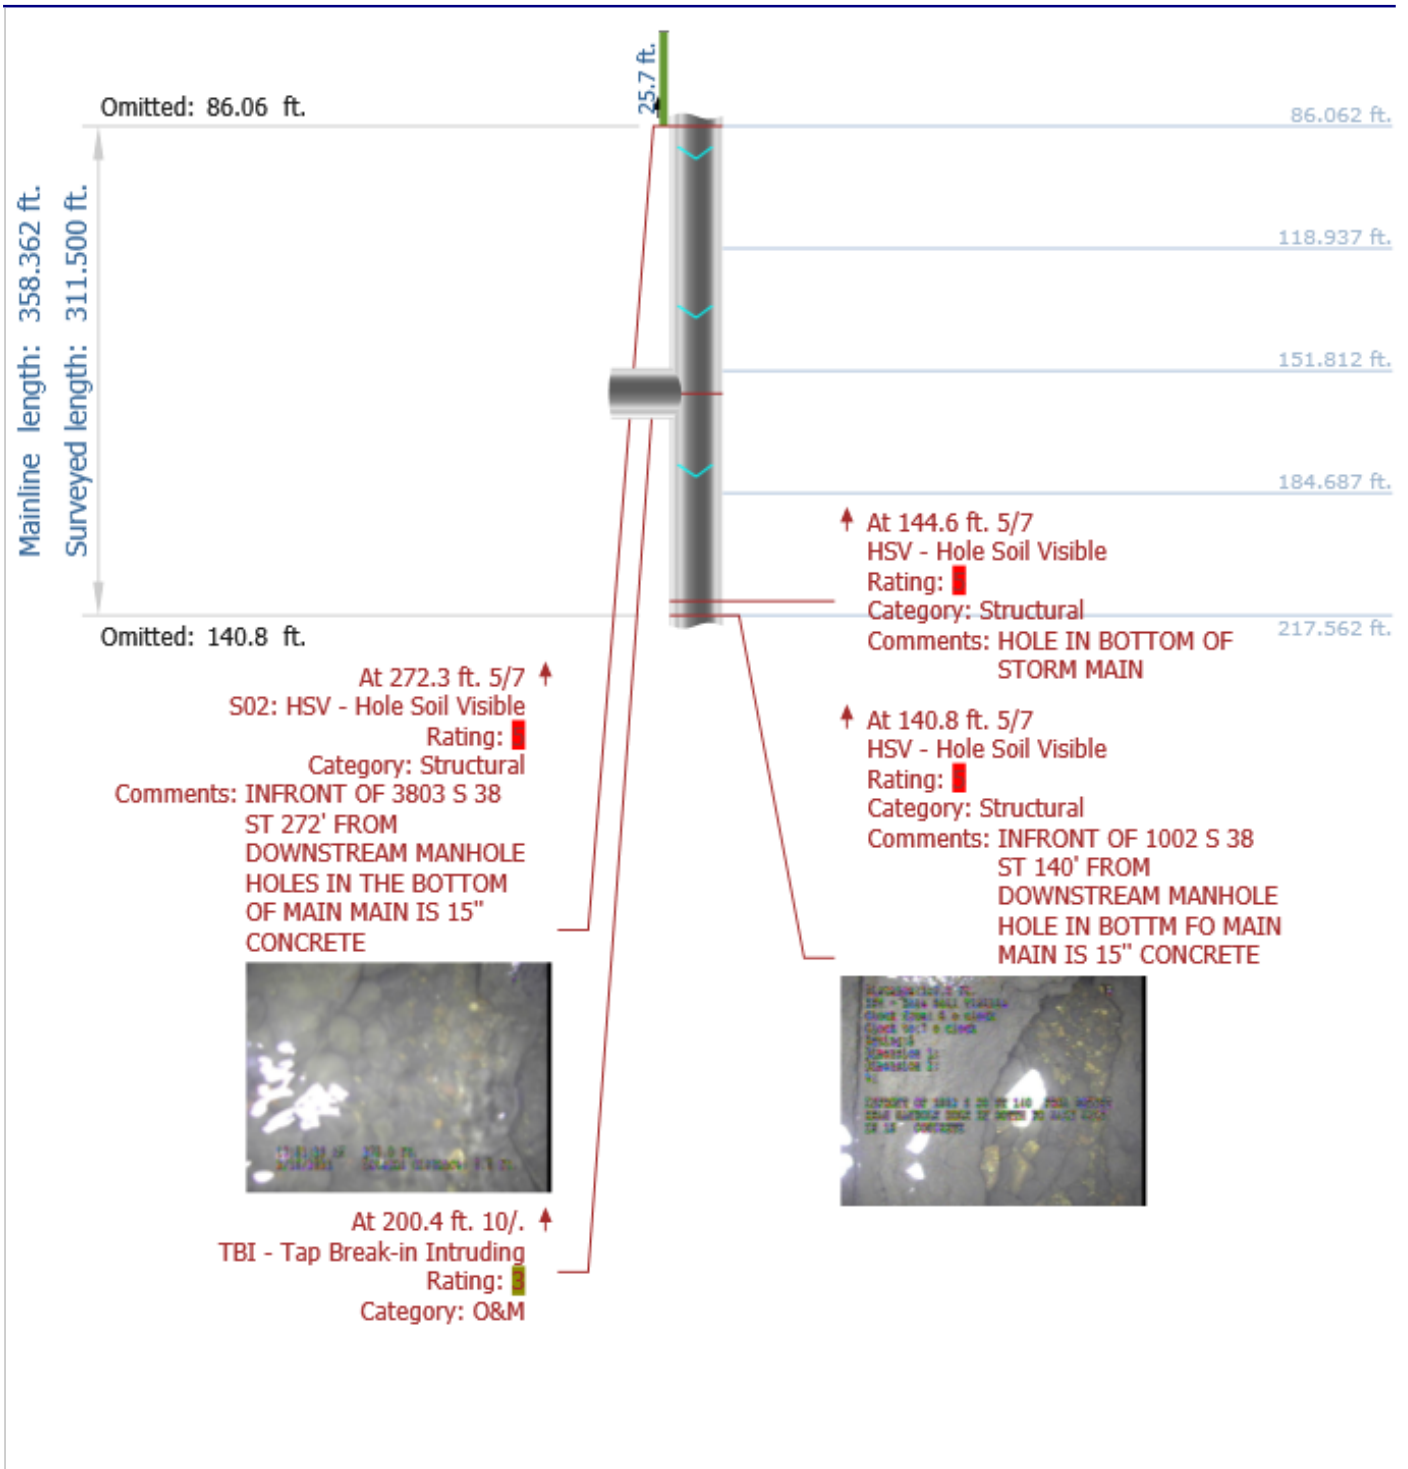 25.7 ft.
Omitted: 86.06 ft.
86.062 ft.
118.937 ft.
Mainline length: 358.362 ft.
Surveyed length: 311.500 ft.
151.812 ft.
184.687 ft.
At 144.6 ft. 5/7
HSV - Hole Soil Visible
Rating:
Category: Structural
Comments: HOLE IN BOTTOM OF
STORM MAIN
217.562 ft.
Omitted: 140.8 ft.
At 272.3 ft. 5/7
S02: HSV - Hole Soil Visible
Rating:
Category: Structural
Comments: INFRONT OF 3803 S 38
ST 272' FROM
DOWNSTREAM MANHOLE
HOLES IN THE BOTTOM
OF MAIN MAIN IS 15"
CONCRETE
At 140.8 ft. 5/7
HSV - Hole Soil Visible
Rating:
Category: Structural
Comments: INFRONT OF 1002 S 38
ST 140' FROM
DOWNSTREAM MANHOLE
HOLE IN BOTTM FO MAIN
MAIN IS 15" CONCRETE
At 200.4 ft. 10/.
TBI - Tap Break-in Intruding
Rating: 3
Category: O&M